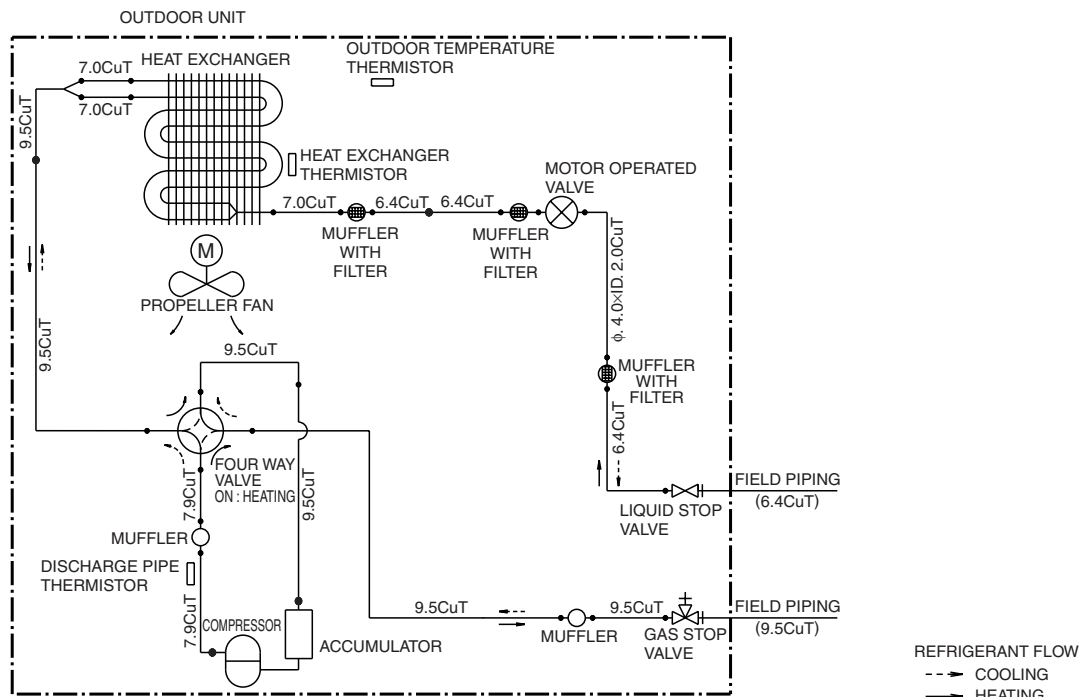 OUTDOOR UNIT
HEAT EXCHANGER
OUTDOOR TEMPERATURE
THERMISTOR
7.0CuT
7.0CuT
9.5CuT
HEAT EXCHANGER
THERMISTOR
MOTOR OPERATED
VALVE
7.0CuT
6.4CuT
6.4CuT
MUFFLER
WITH
FILTER
MUFFLER
WITH
FILTER
M
PROPELLER FAN
φ. 4.0×ID. 2.0CuT
9.5CuT
9.5CuT
MUFFLER
WITH
FILTER
6.4CuT
FOUR WAY
VALVE
ON : HEATING
7.9CuT
9.5CuT
FIELD PIPING
(6.4CuT)
LIQUID STOP
VALVE
MUFFLER
DISCHARGE PIPE
THERMISTOR
7.9CuT
COMPRESSOR
ACCUMULATOR
9.5CuT
9.5CuT
MUFFLER
GAS STOP
VALVE
FIELD PIPING
(9.5CuT)
REFRIGERANT FLOW
COOLING
HEATING